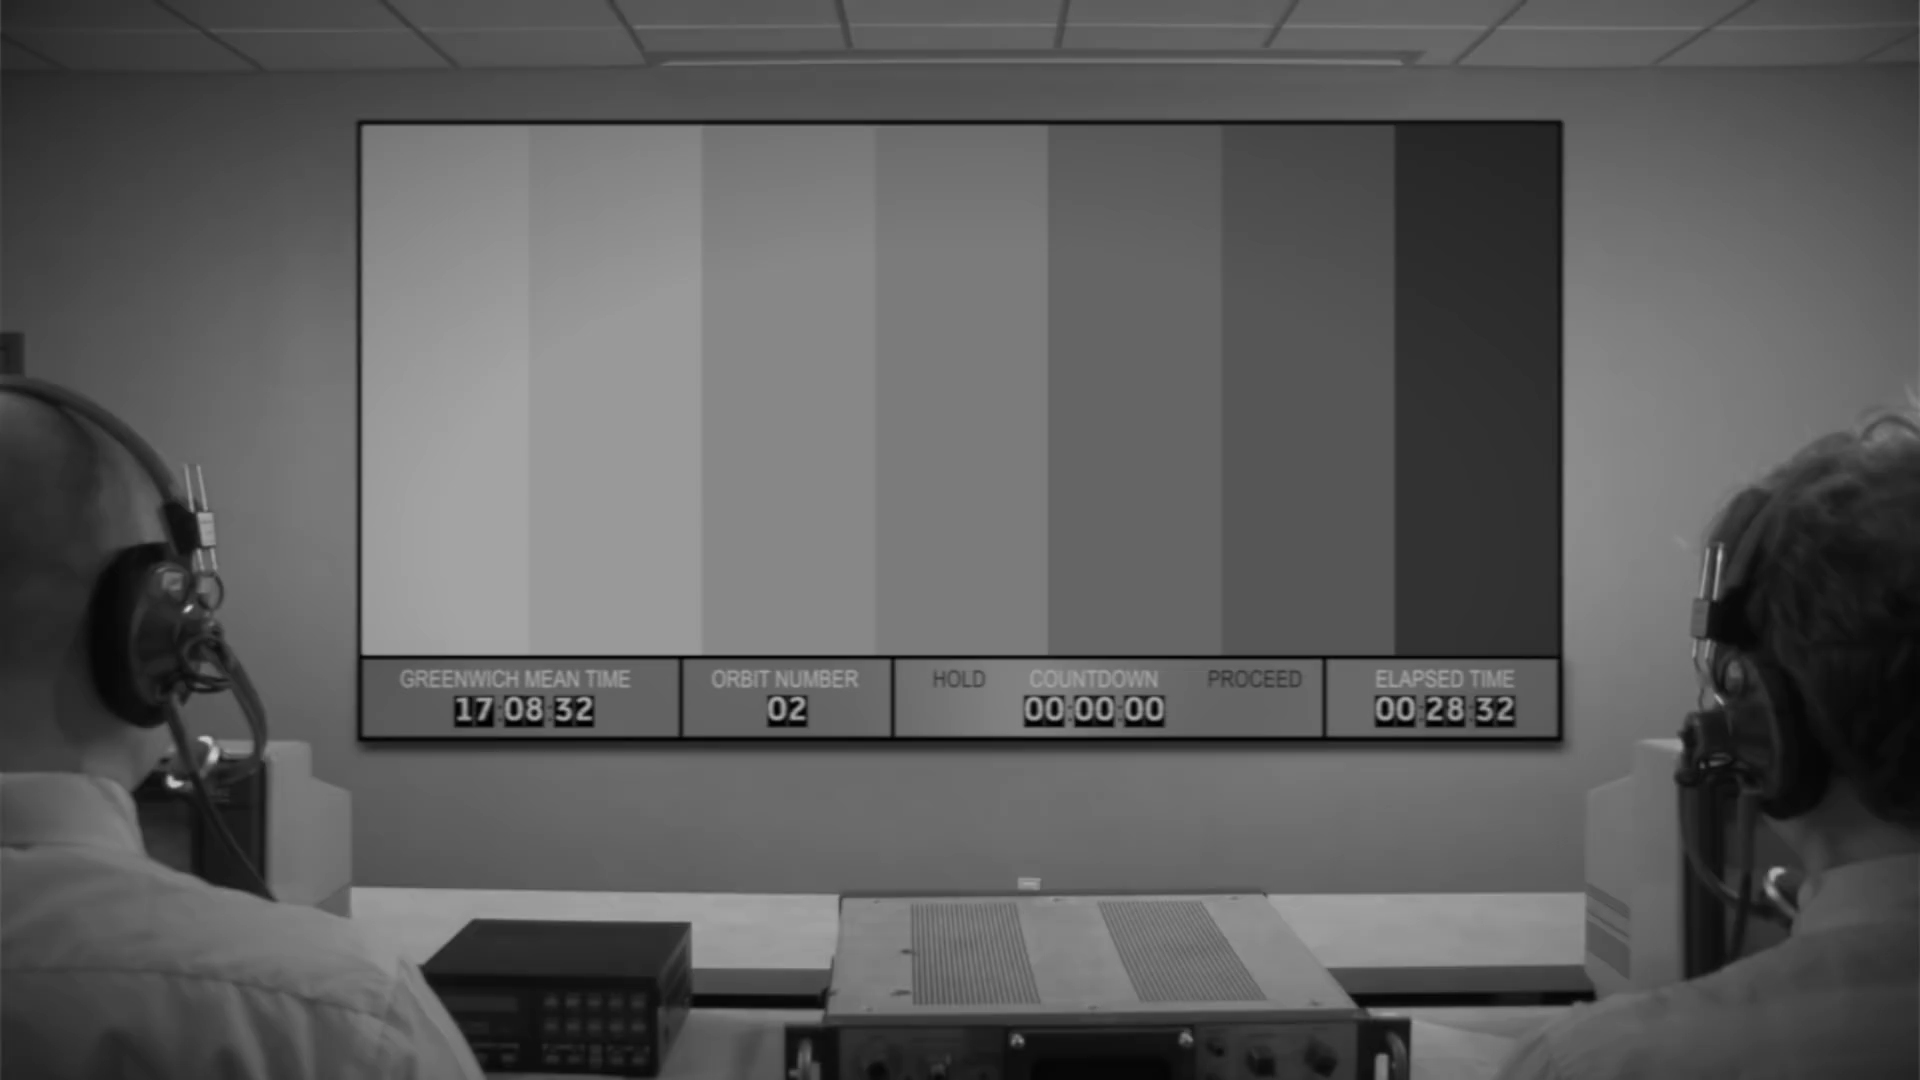 GREENWICH MEAN TIME
17:08:32
ORBIT NUMBER
02
HOLD COUNTDOWN PROCEED
00:00:00
ELAPSED TIME
00:28:32